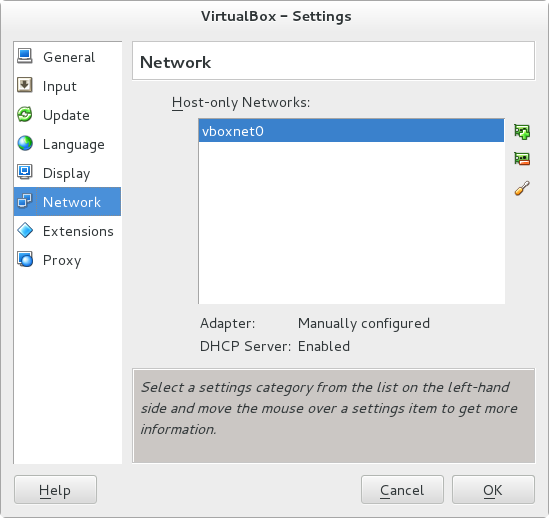 VirtualBox – Settings
General
Input
Update
Language
Display
Network
Extensions
Proxy
Network
Host-only Networks:
vboxnet0
Adapter: Manually configured
DHCP Server: Enabled
Select a settings category from the list on the left-hand
side and move the mouse over a settings item to get more
information.
Help
Cancel
OK